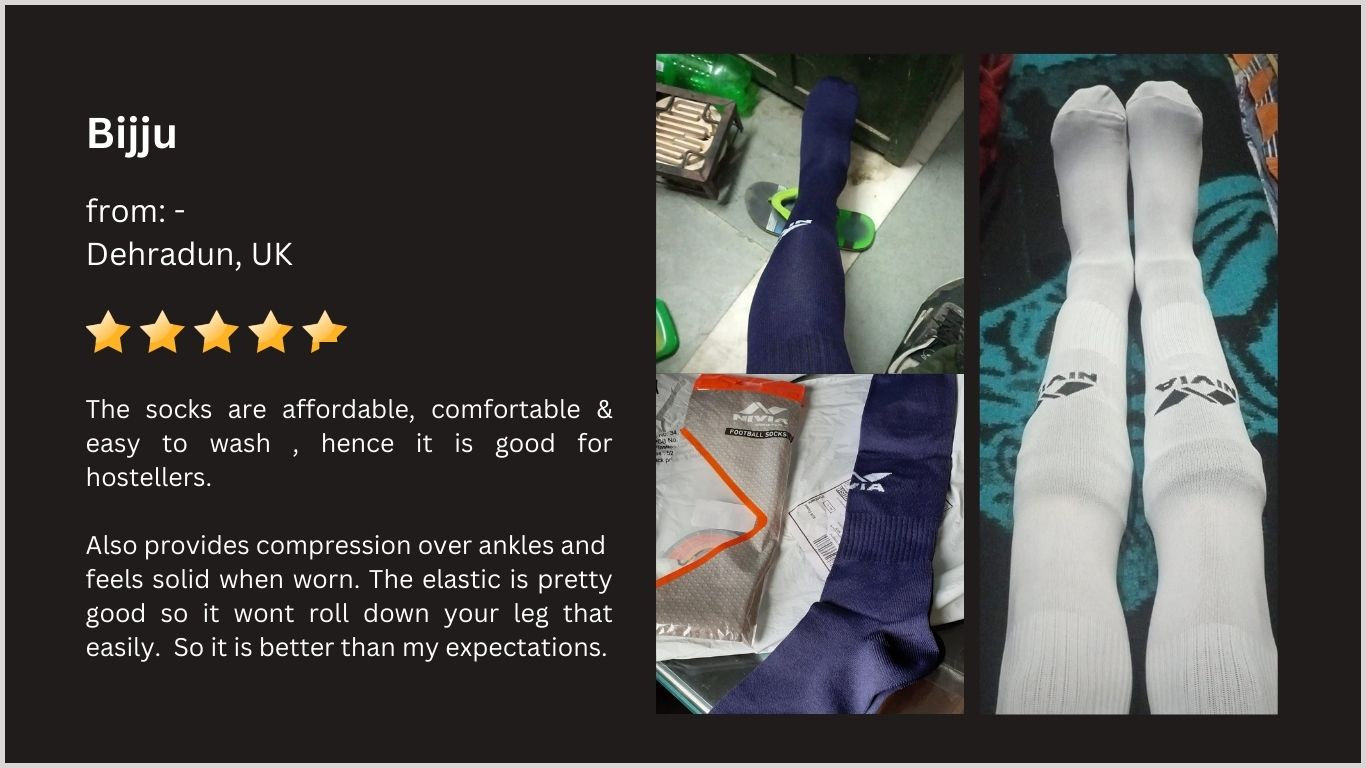 Bijju
from: -
Dehradun, UK
The socks are affordable, comfortable &
easy to wash , hence it is good for
hostellers.
Also provides compression over ankles and
feels solid when worn. The elastic is pretty
good so it wont roll down your leg that
easily. So it is better than my expectations.
NIVIA
FOOTBALL SOCKS
VIA
NIVIA